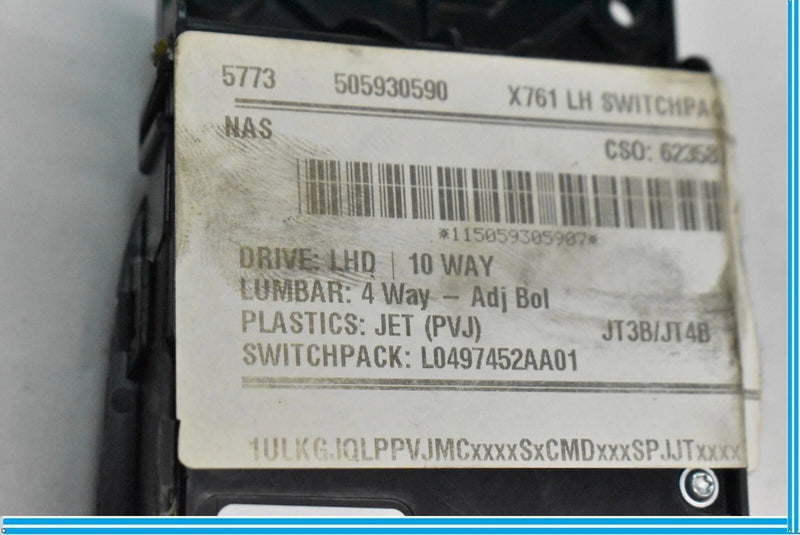 5773 505930590 X761 LH SWITCHPAC
NAS
CSO: 62358
*115059305907*
DRIVE: LHD | 10 WAY
LUMBAR: 4 Way – Adj Bol
PLASTICS: JET (PVJ) JT3B/JT4B
SWITCHPACK: L0497452AA01
1ULKGJQLPPVJMCxxxxSxCMDxxxSPJJTxxxx